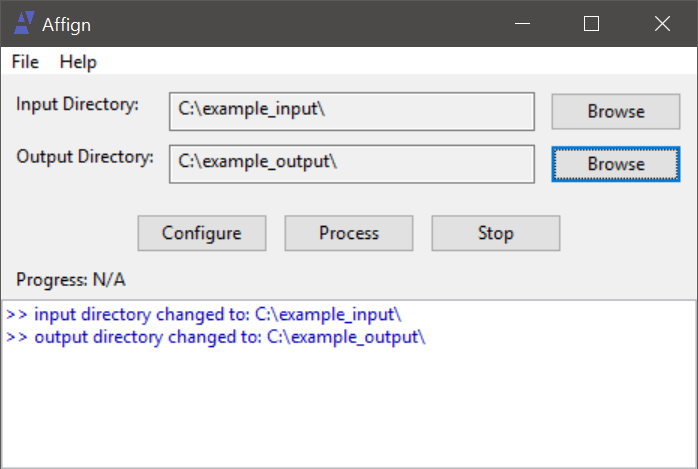 Affign
File Help
Input Directory: C:\example_input\ Browse
Output Directory: C:\example_output\ Browse
Configure Process Stop
Progress: N/A
>> input directory changed to: C:\example_input\
>> output directory changed to: C:\example_output\